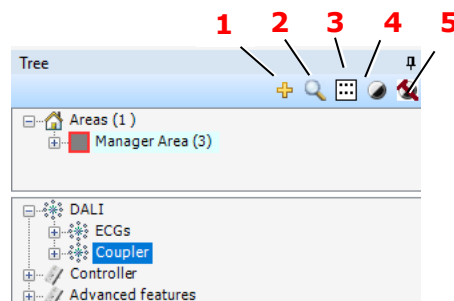 1 2 3 4 5
Tree
Areas (1 )
Manager Area (3)
DALI
ECGs
Coupler
Controller
Advanced features